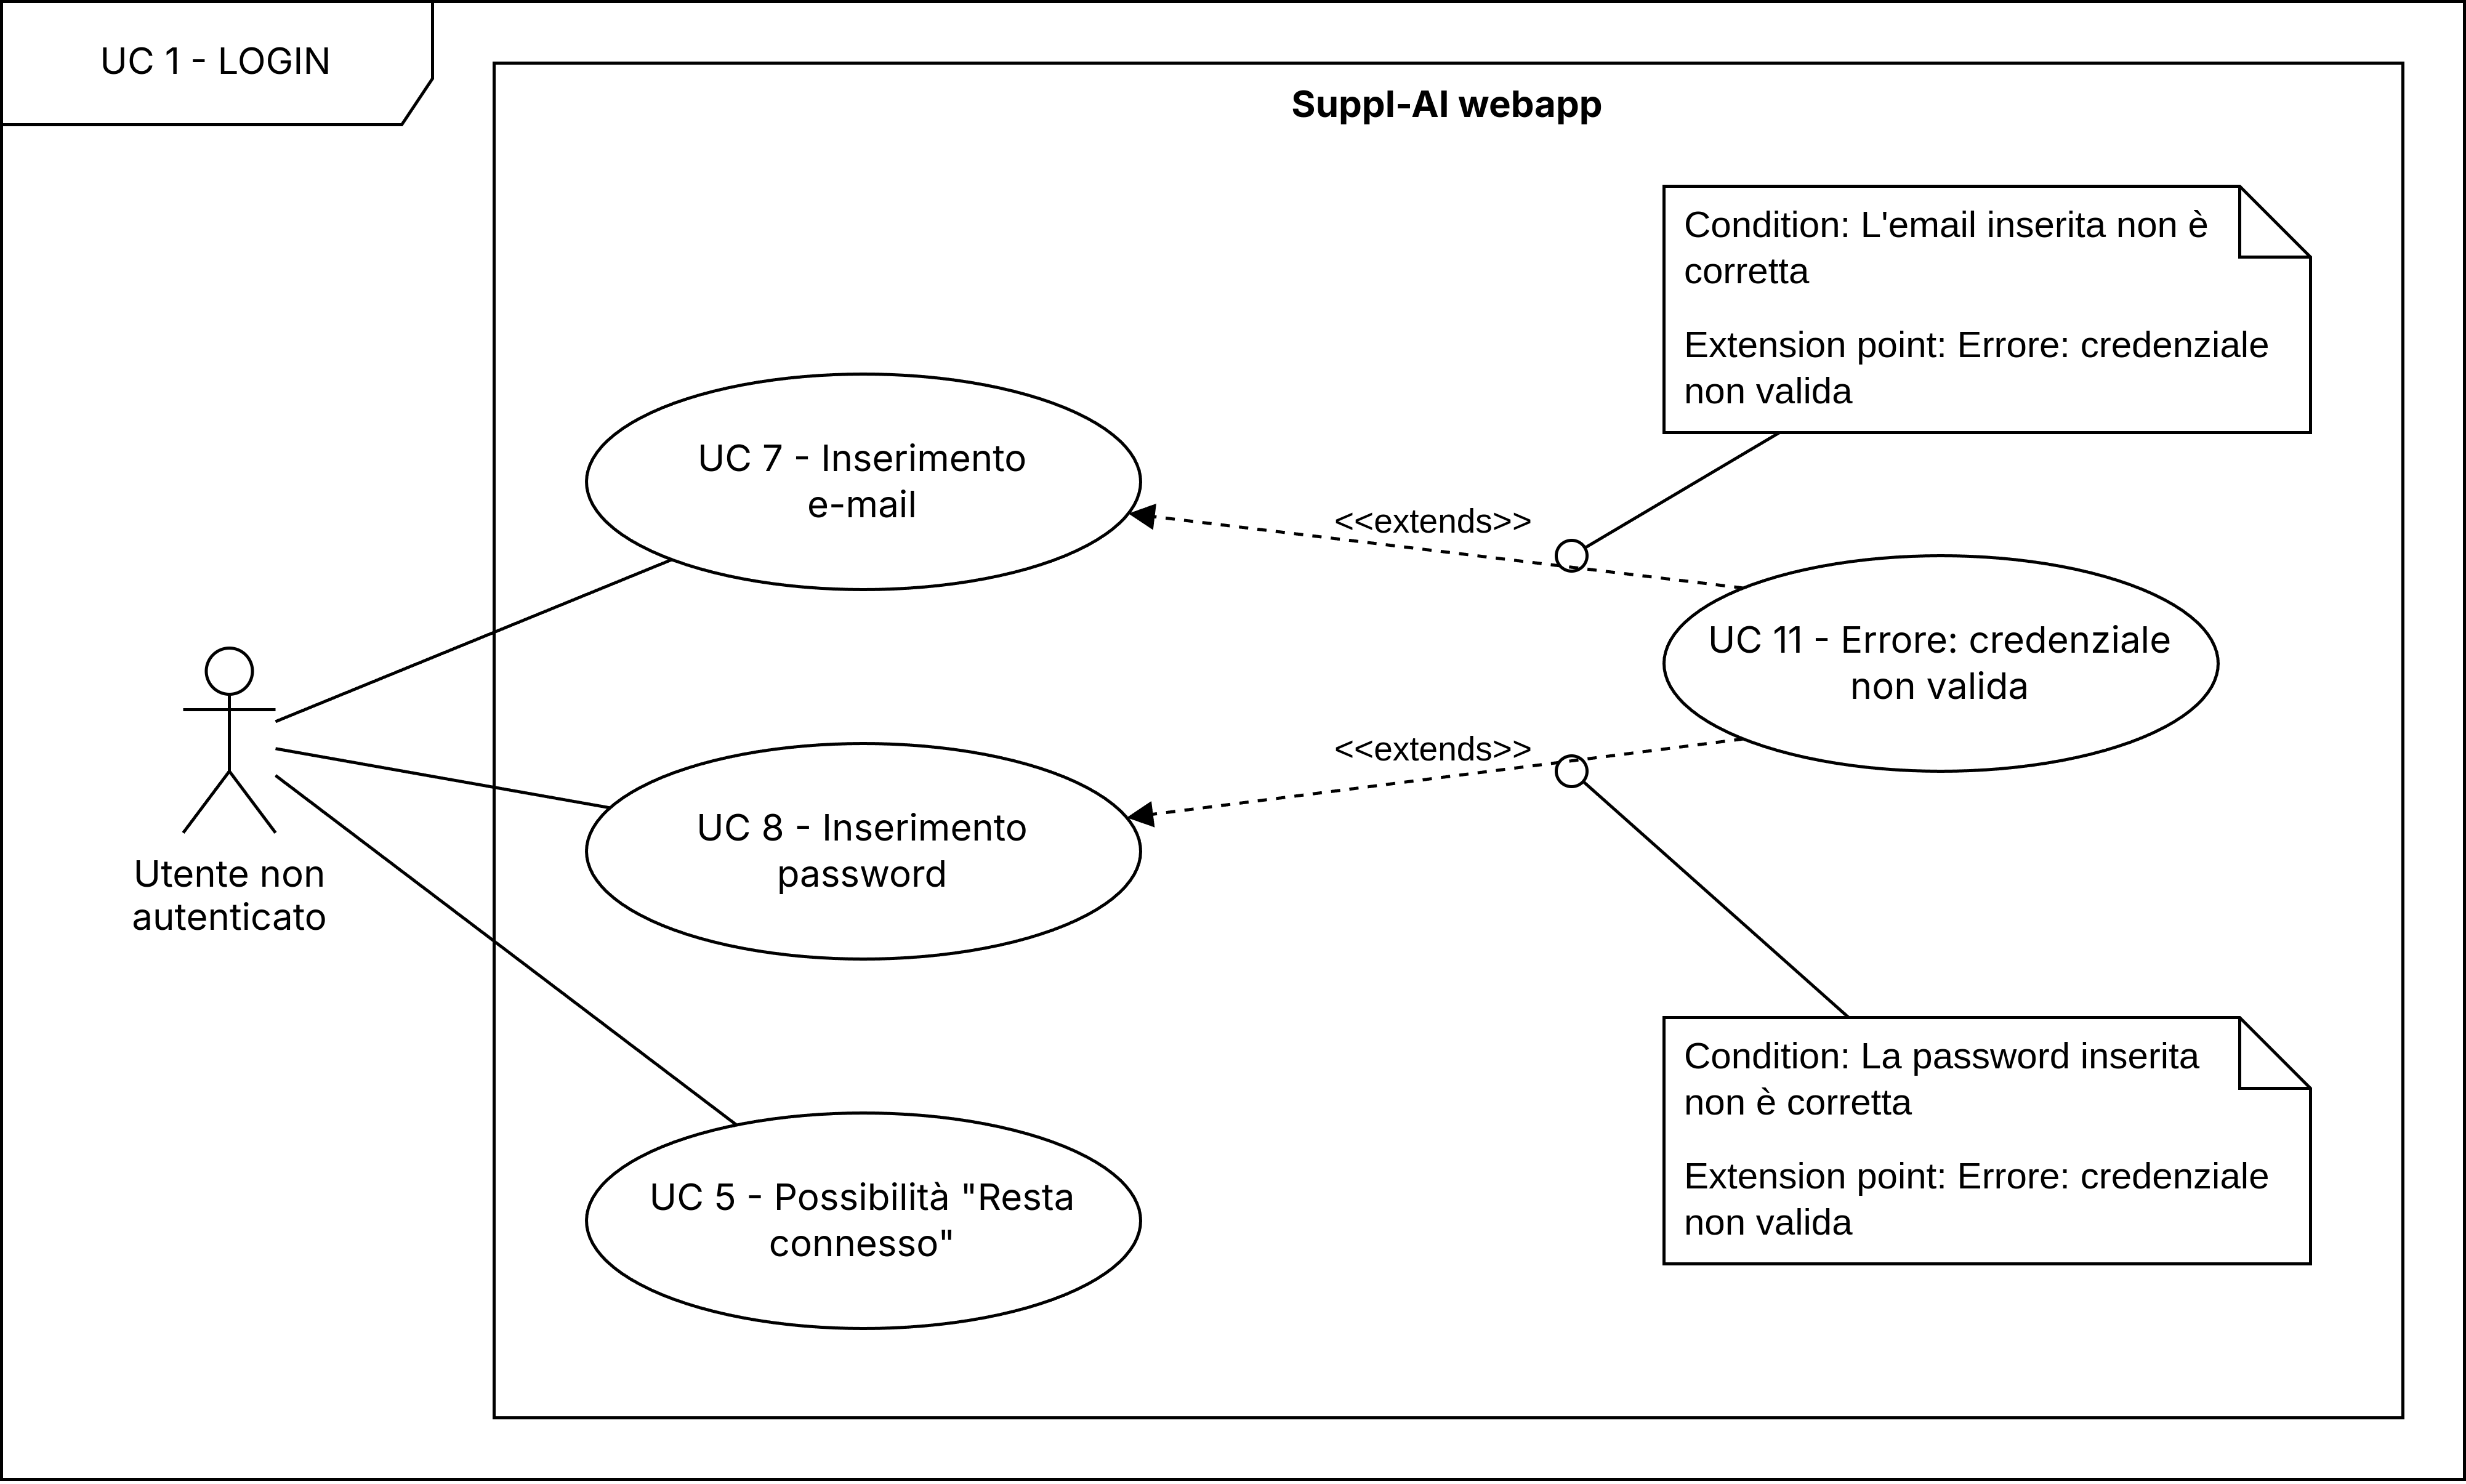 UC 1 - LOGIN
Suppl-AI webapp
Condition: L'email inserita non è
corretta
Extension point: Errore: credenziale
non valida
UC 7 - Inserimento
e-mail
<<extends>>
UC 11 - Errore: credenziale
non valida
<<extends>>
UC 8 - Inserimento
password
Utente non
autenticato
Condition: La password inserita
non è corretta
Extension point: Errore: credenziale
non valida
UC 5 - Possibilità "Resta
connesso"